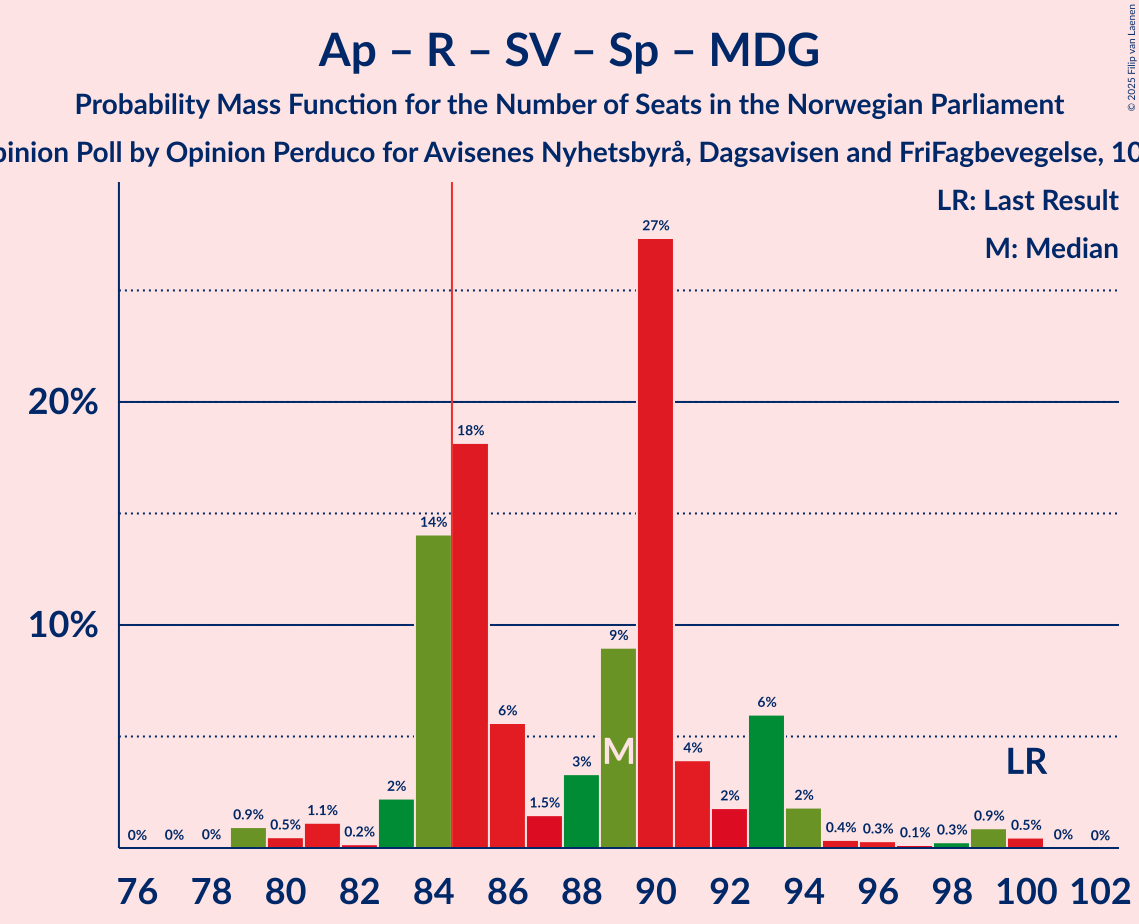 Ap – R – SV – Sp – MDG
Probability Mass Function for the Number of Seats in the Norwegian Parliament
pinion Poll by Opinion Perduco for Avisenes Nyhetsbyrå, Dagsavisen and FriFagbevegelse, 10
© 2025 Filip van Laenen
LR: Last Result
M: Median
20%
10%
0% 0% 0% 0.9% 0.5% 1.1% 0.2% 2% 14% 18% 6% 1.5% 3% 9% 27% 4% 2% 6% 2% 0.4% 0.3% 0.1% 0.3% 0.9% 0.5% 0% 0%
M
LR
76 78 80 82 84 86 88 90 92 94 96 98 100 102